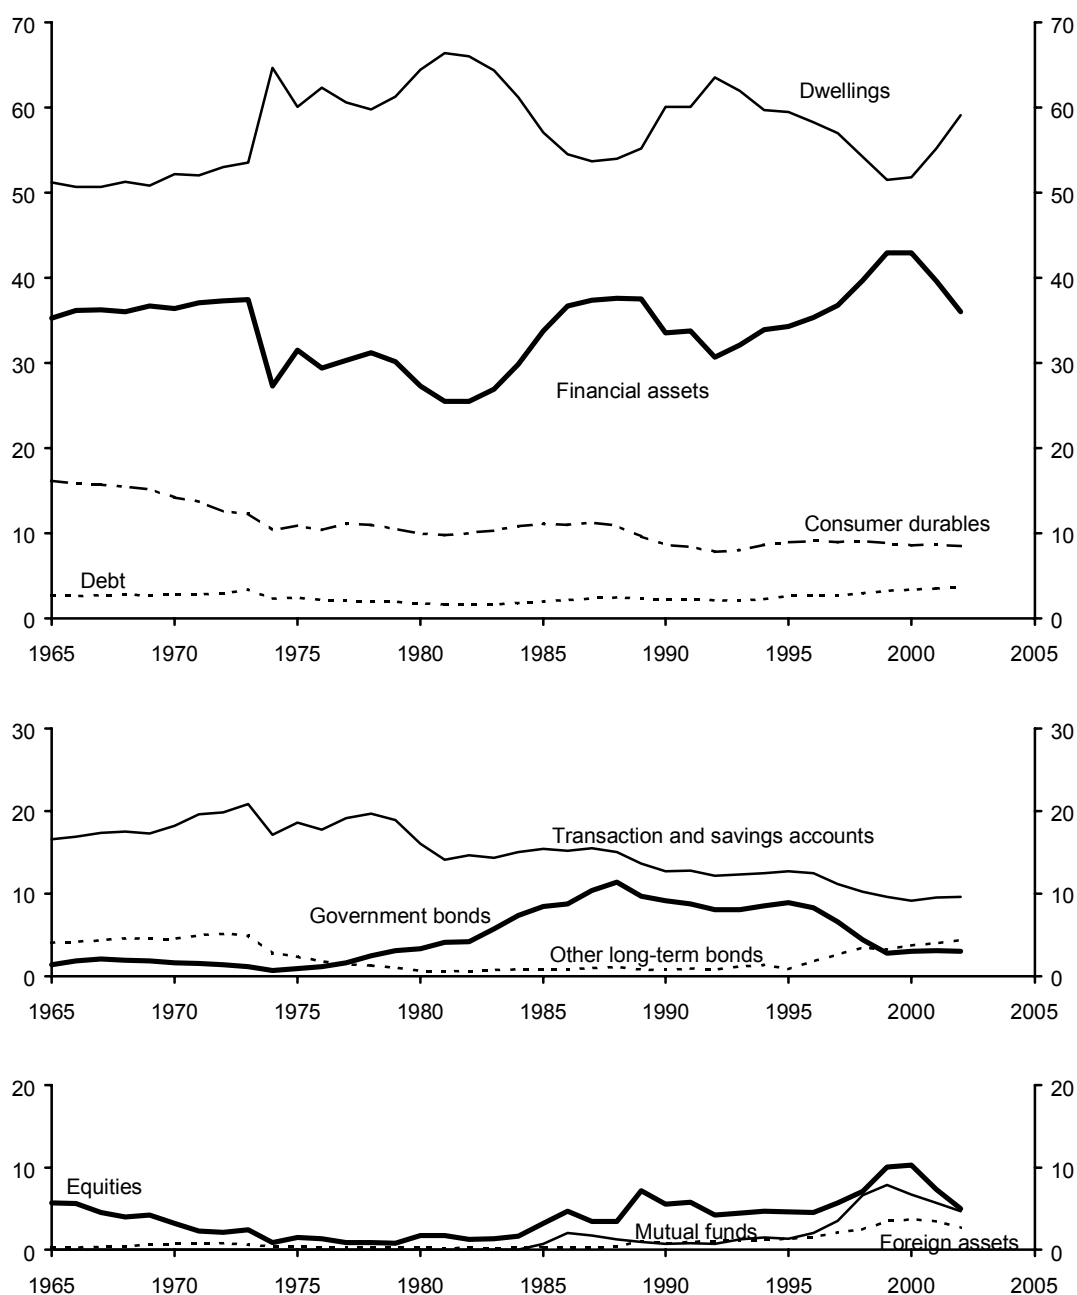 70 70
60 60
Dwellings
50 50
40 40
30 30
Financial assets
20 20
10 10
Consumer durables
Debt
0 0
1965 1970 1975 1980 1985 1990 1995 2000 2005
30 30
20 20
Transaction and savings accounts
10 10
Government bonds
Other long-term bonds
0 0
1965 1970 1975 1980 1985 1990 1995 2000 2005
20 20
10 10
Equities
Mutual funds
Foreign assets
0 0
1965 1970 1975 1980 1985 1990 1995 2000 2005